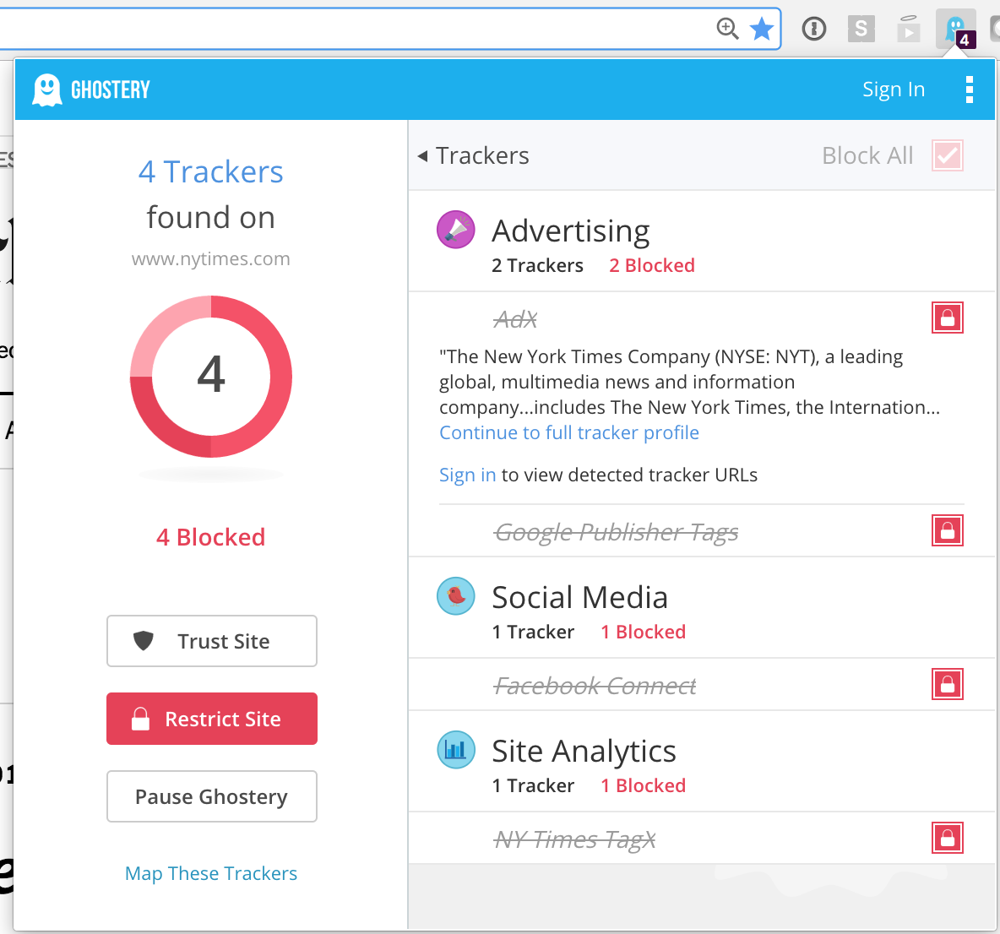 S
4
GHOSTERY
Sign In
4 Trackers
found on
www.nytimes.com
4
4 Blocked
Trust Site
Restrict Site
Pause Ghostery
Map These Trackers
Trackers
Block All
Advertising
2 Trackers 2 Blocked
AdX
"The New York Times Company (NYSE: NYT), a leading
global, multimedia news and information
company...includes The New York Times, the Internation...
Continue to full tracker profile
Sign in to view detected tracker URLs
Google Publisher Tags
Social Media
1 Tracker 1 Blocked
Facebook Connect
Site Analytics
1 Tracker 1 Blocked
NY Times TagX